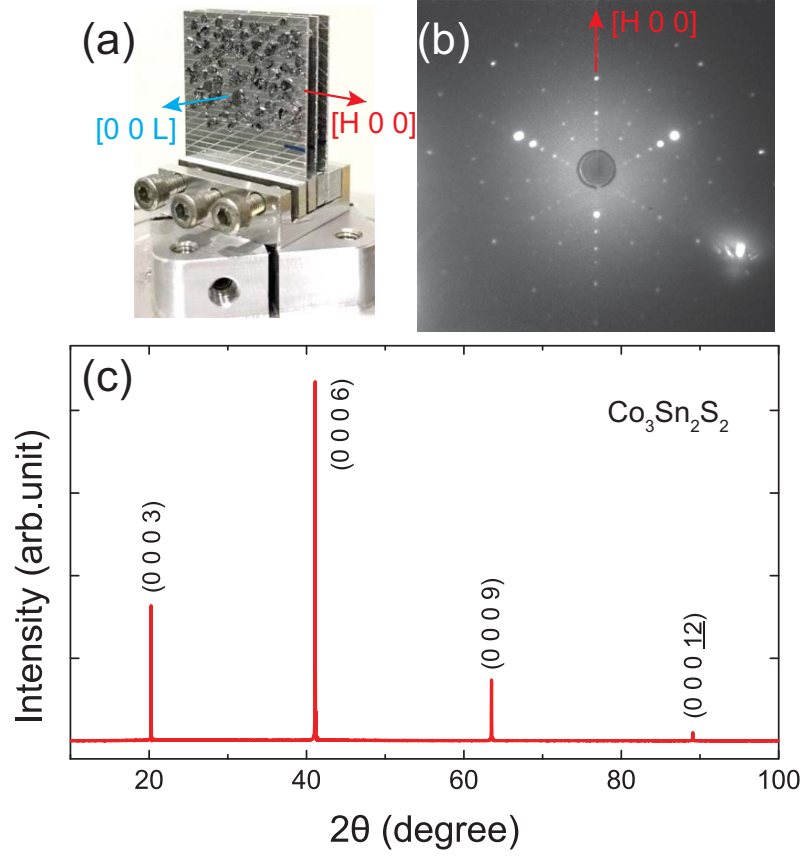 (a)
[0 0 L]
[H 0 0]
(b)
[H 0 0]
(c)
Co₃Sn₂S₂
(0 0 0 3)
(0 0 0 6)
(0 0 0 9)
(0 0 0 12)
Intensity (arb.unit)
20 40 60 80 100
2θ (degree)